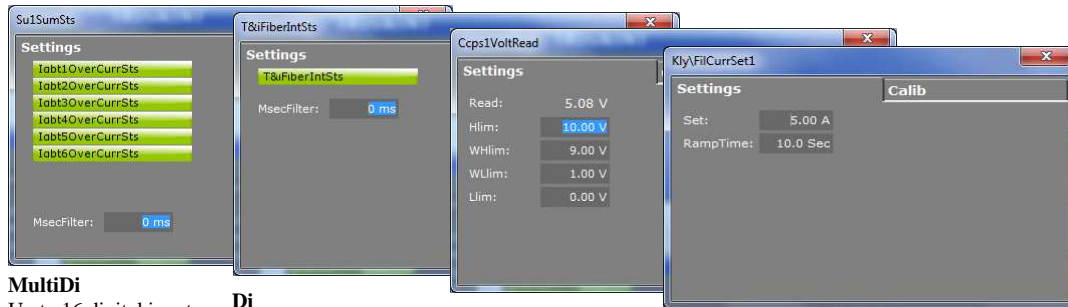 Su1SumSts
Settings
Iabt1OverCurrSts
Iabt2OverCurrSts
Iabt3OverCurrSts
Iabt4OverCurrSts
Iabt5OverCurrSts
Iabt6OverCurrSts
MsecFilter: 0 ms
T&iFiberIntSts
Settings
T&iFiberIntSts
MsecFilter: 0 ms
Ccps1VoltRead
Settings
Read: 5.08 V
Hlim: 10.00 V
WHlim: 9.00 V
WLlim: 1.00 V
Llim: 0.00 V
Kly\FilCurrSet1
Settings
Calib
Set: 5.00 A
RampTime: 10.0 Sec
MultiDi
Di